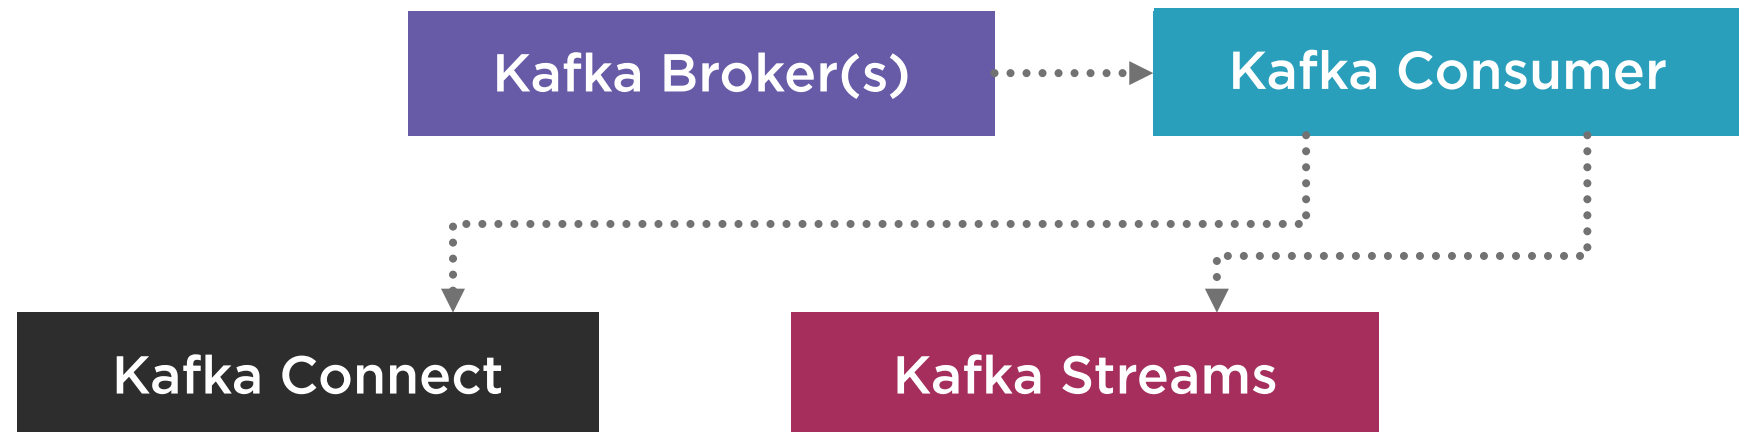 Kafka Broker(s)
Kafka Consumer
Kafka Connect
Kafka Streams